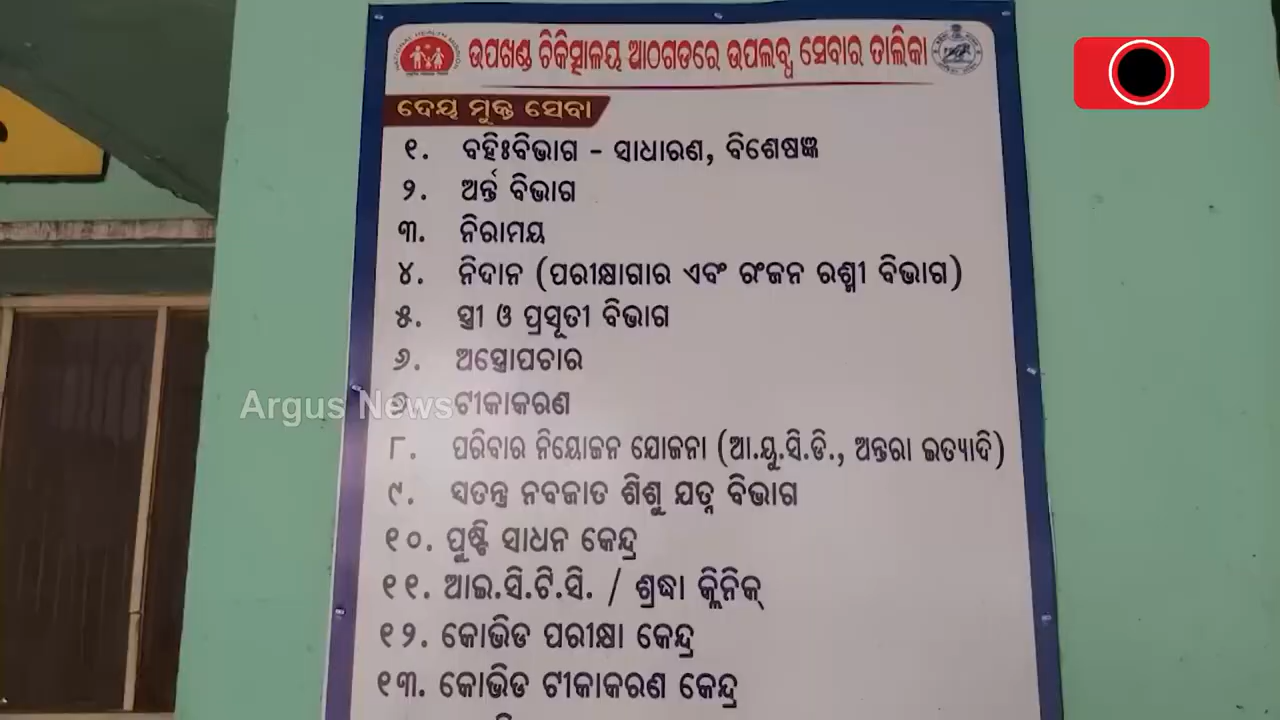 ଉପଖଣ୍ଡ ଚିକିତ୍ସାଳୟ ଆଠଗଡରେ ଉପଲବ୍ଧ ସେବାର ତାଲିକା
ଦେୟ ମୁକ୍ତ ସେବା
୧. ବହିଃବିଭାଗ - ସାଧାରଣ, ବିଶେଷଜ୍ଞ
୨. ଅର୍ନ୍ତ ବିଭାଗ
୩. ନିରାମୟ
୪. ନିଦାନ (ପରୀକ୍ଷାଗାର ଏବଂ ରଂଜନ ରଶ୍ମୀ ବିଭାଗ)
୫. ସ୍ତ୍ରୀ ଓ ପ୍ରସୂତୀ ବିଭାଗ
୬. ଅସ୍ତ୍ରୋପଚାର
Argus News ଟୀକାକରଣ
୮. ପରିବାର ନିୟୋଜନ ଯୋଜନା (ଆ.ୟୁ.ସି.ଡି., ଅନ୍ତରା ଇତ୍ୟାଦି)
୯. ସ୍ୱତନ୍ତ୍ର ନବଜାତ ଶିଶୁ ଯତ୍ନ ବିଭାଗ
୧୦. ପୁଷ୍ଟି ସାଧନ କେନ୍ଦ୍ର
୧୧. ଆଇ.ସି.ଟି.ସି. / ଶ୍ରଦ୍ଧା କ୍ଲିନିକ୍
୧୨. କୋଭିଡ ପରୀକ୍ଷା କେନ୍ଦ୍ର
୧୩. କୋଭିଡ ଟୀକାକରଣ କେନ୍ଦ୍ର